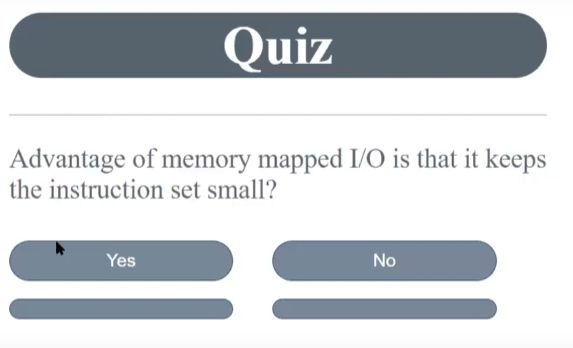 Quiz
Advantage of memory mapped I/O is that it keeps
the instruction set small?
Yes
No